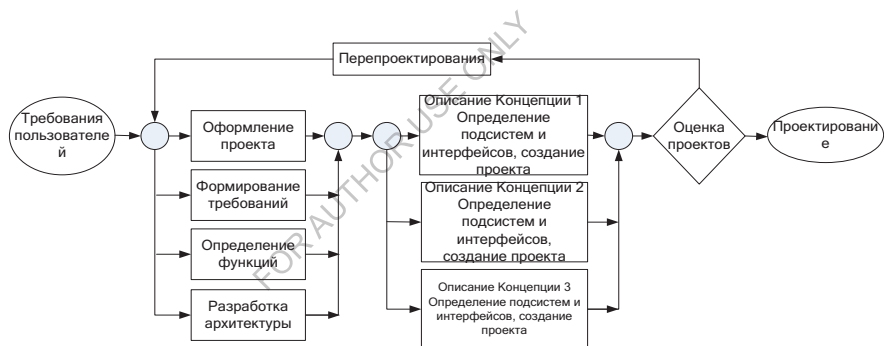 Перепроектирования
Требования
пользователе
й
Оформление
проекта
Формирование
требований
Определение
функций
Разработка
архитектуры
Описание Концепции 1
Определение
подсистем и
интерфейсов, создание
проекта
Описание Концепции 2
Определение
подсистем и
интерфейсов,
создание проекта
Описание Концепции 3
Определение подсистем и
интерфейсов, создание
проекта
Оценка
проектов
Проектировани
е
FOR AUTHOR USE ONLY